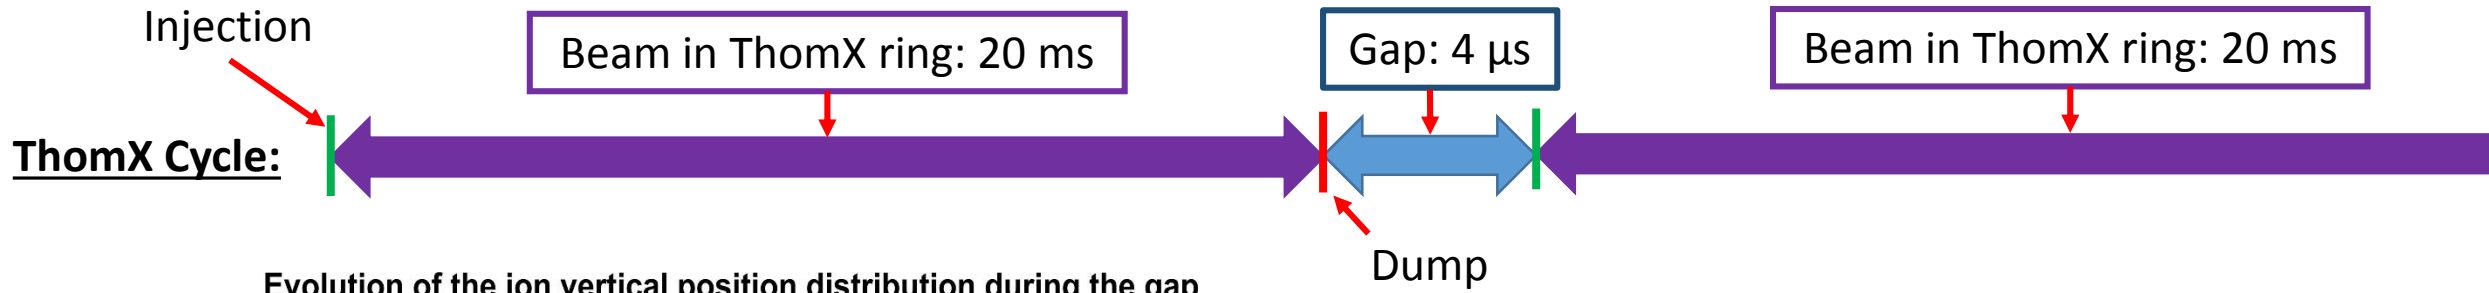 Injection
Beam in ThomX ring: 20 ms
Gap: 4 µs
Beam in ThomX ring: 20 ms
ThomX Cycle:
Dump
Evolution of the ion vertical position distribution during the gap